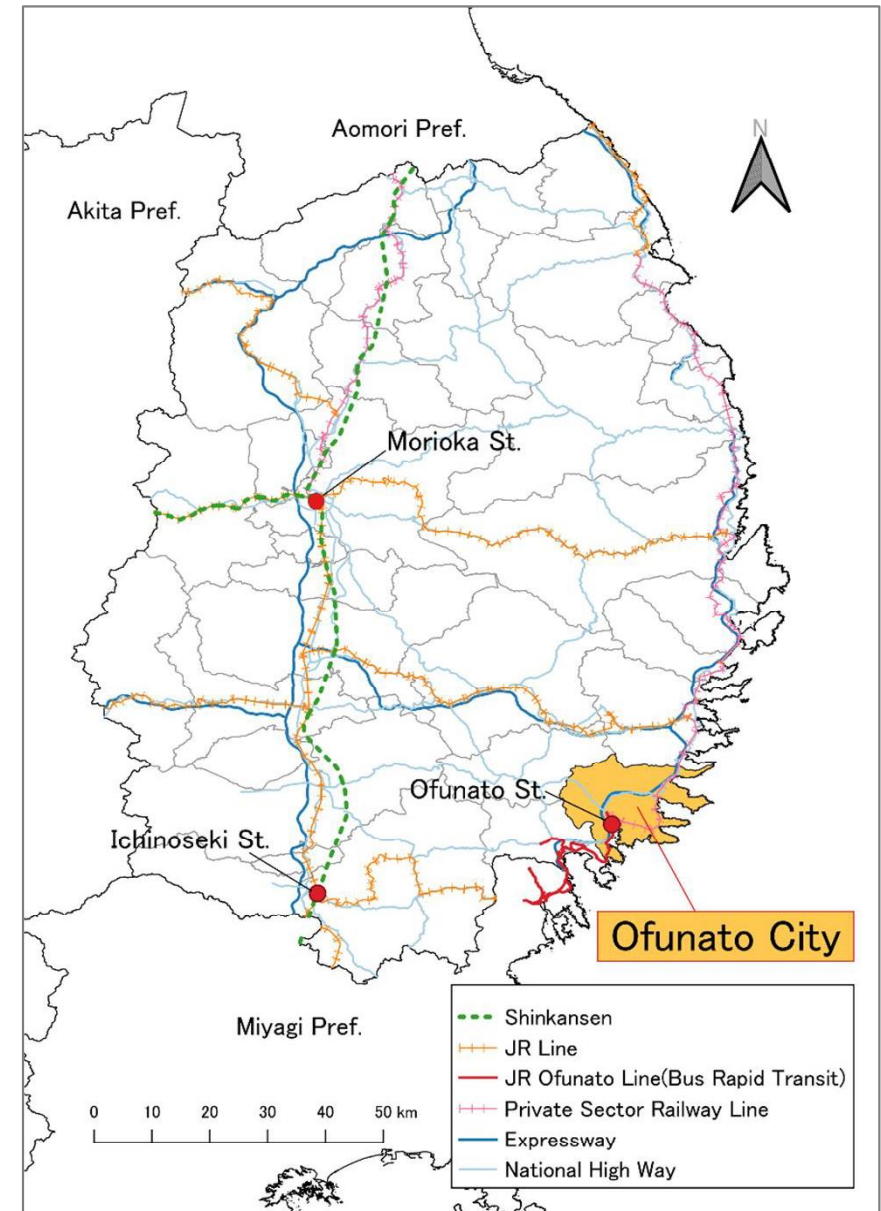 Aomori Pref.
N
Akita Pref.
Morioka St.
Ofunato St.
Ichinoseki St.
Ofunato City
Miyagi Pref.
Shinkansen
JR Line
JR Ofunato Line(Bus Rapid Transit)
Private Sector Railway Line
Expressway
National High Way
0 10 20 30 40 50 km